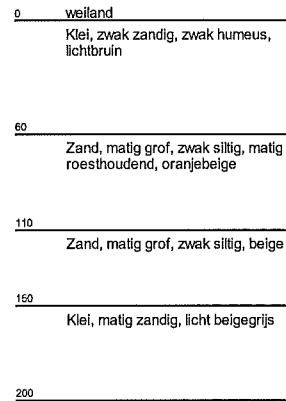 0 weiland
Klei, zwak zandig, zwak humeus,
lichtbruin
60
Zand, matig grof, zwak siltig, matig
roesthoudend, oranjebeige
110
Zand, matig grof, zwak siltig, beige
150
Klei, matig zandig, licht beigegrijs
200